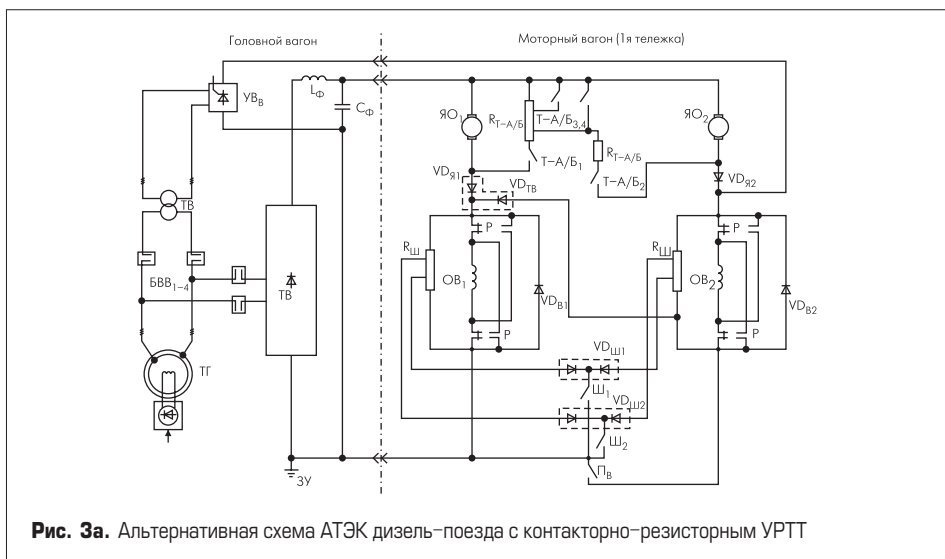 Головной вагон
Моторный вагон (1я тележка)
УВВ
LФ
СФ
ЯО1
RТ–А/Б
Т–А/Б3,4
ЯО2
RТ–А/Б
Т–А/Б1
Т–А/Б2
VDЯ1
VDТВ
VDЯ2
ТВ
Р
Р
RШ
RШ
ОВ1
ОВ2
БВВ1–4
ТВ
VDВ1
VDВ2
Р
Р
VDШ1
ТГ
Ш1
VDШ2
Ш2
ЗУ
ПВ
Рис. 3а. Альтернативная схема АТЭК дизель–поезда с контакторно–резисторным УРТТ